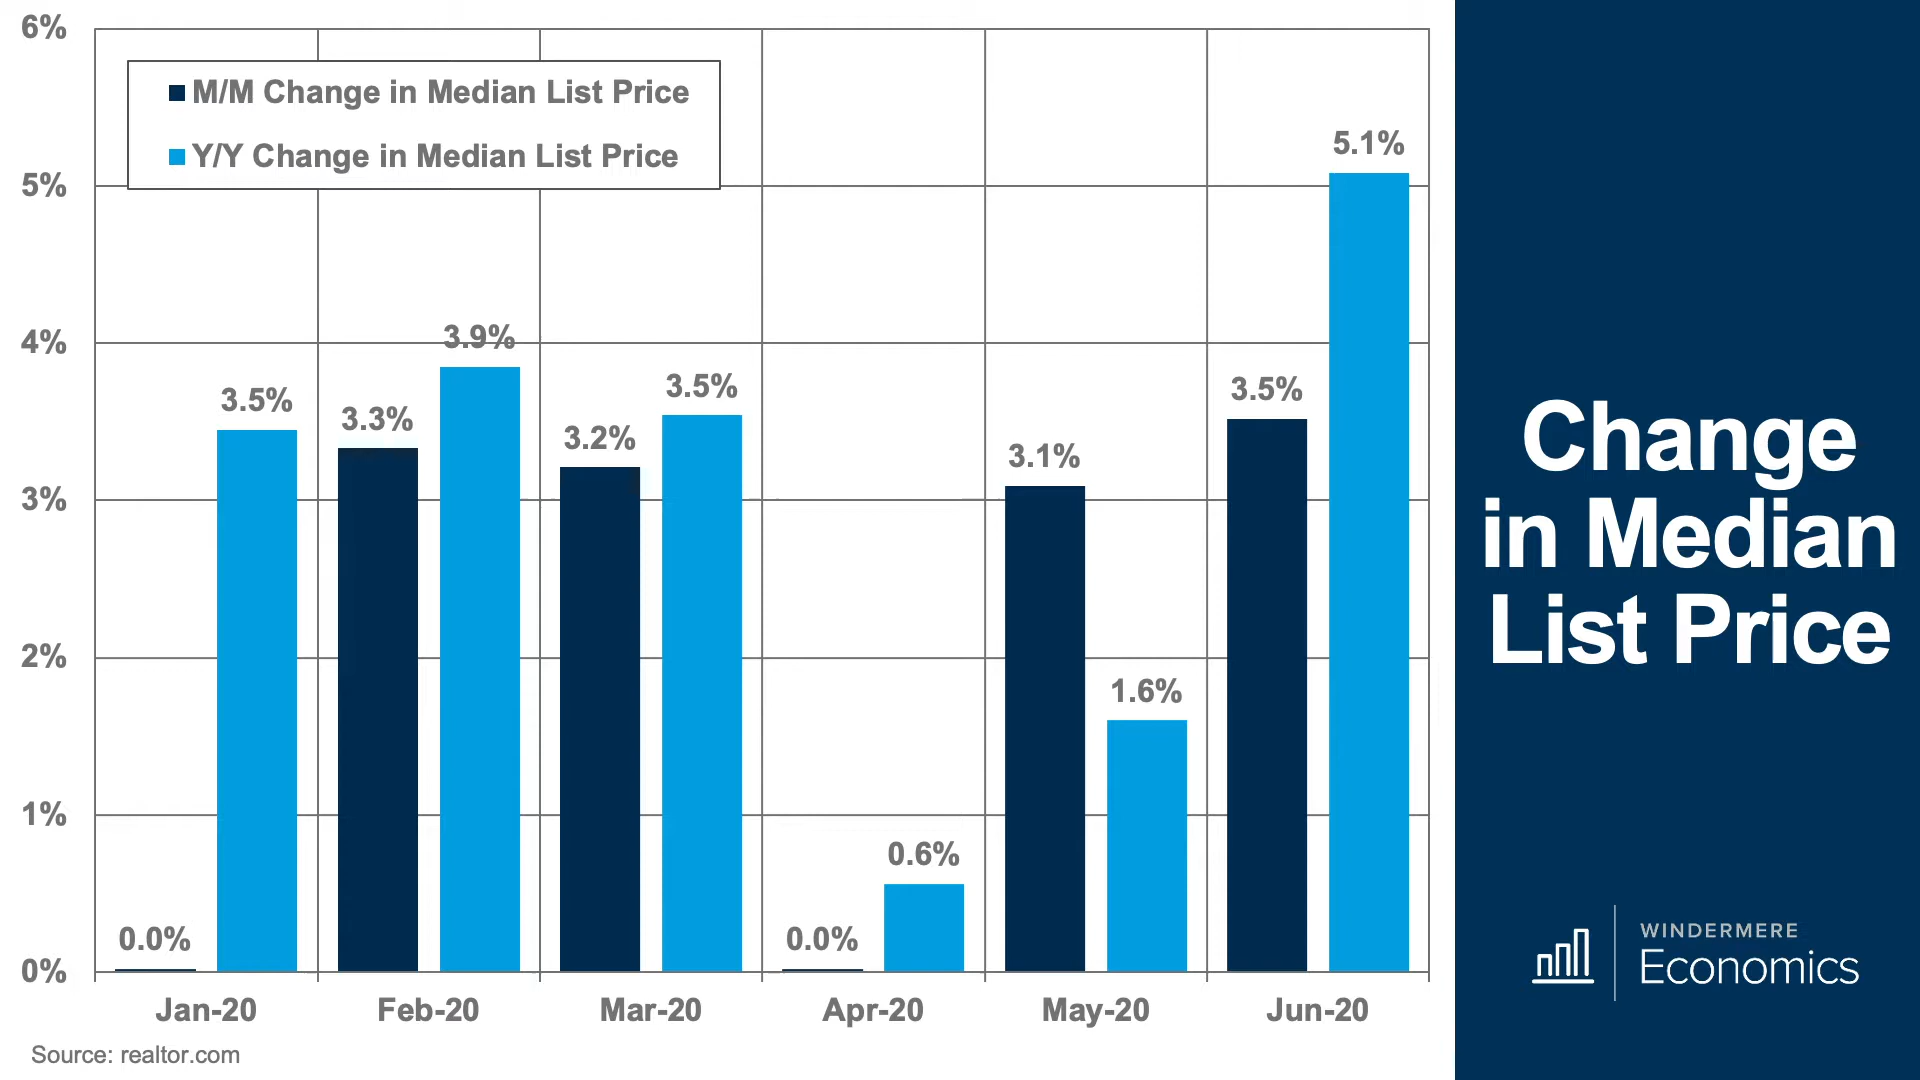 6%
5%
4%
3%
2%
1%
0%
M/M Change in Median List Price
Y/Y Change in Median List Price
0.0%
3.5%
3.3%
3.9%
3.2%
3.5%
0.0%
0.6%
3.1%
1.6%
3.5%
5.1%
Jan-20
Feb-20
Mar-20
Apr-20
May-20
Jun-20
Source: realtor.com
Change
in Median
List Price
WINDERMERE
Economics